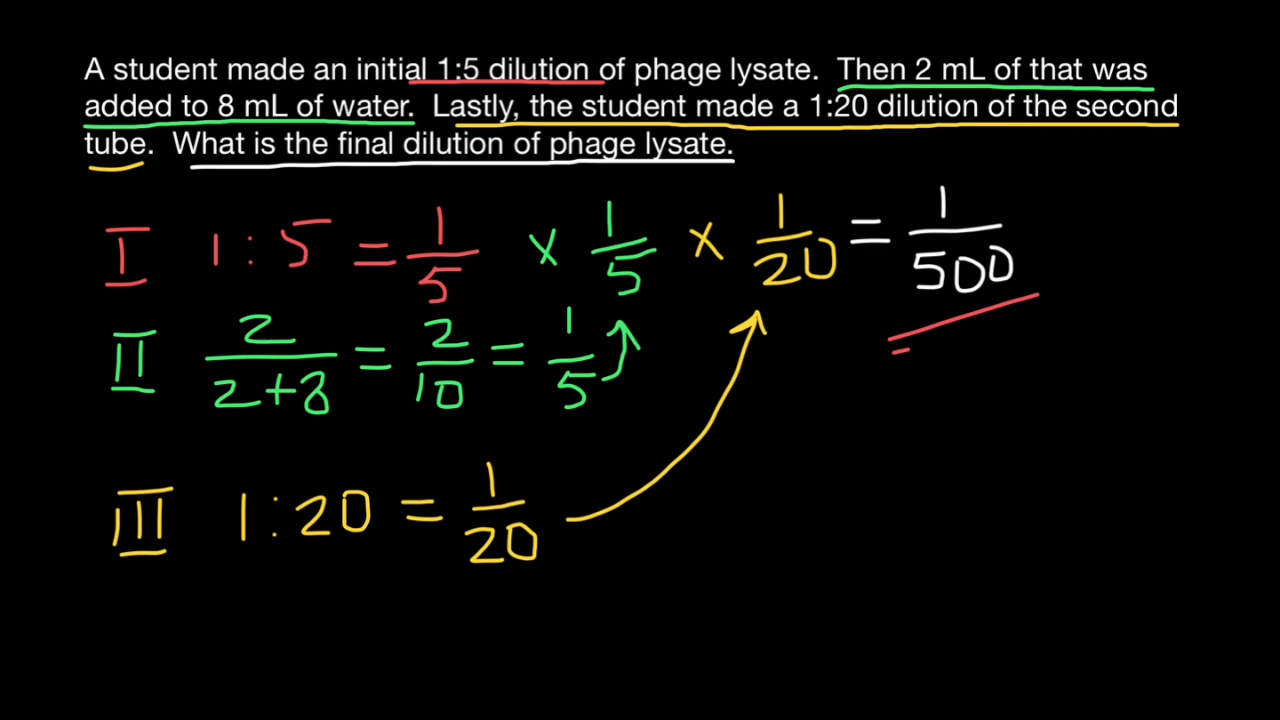 A student made an initial 1:5 dilution of phage lysate. Then 2 mL of that was
added to 8 mL of water. Lastly, the student made a 1:20 dilution of the second
tube. What is the final dilution of phage lysate.
I 1:5 = 1/5 x 1/5 x 1/20 = 1/500
II 2/2+8 = 2/10 = 1/5
III 1:20 = 1/20